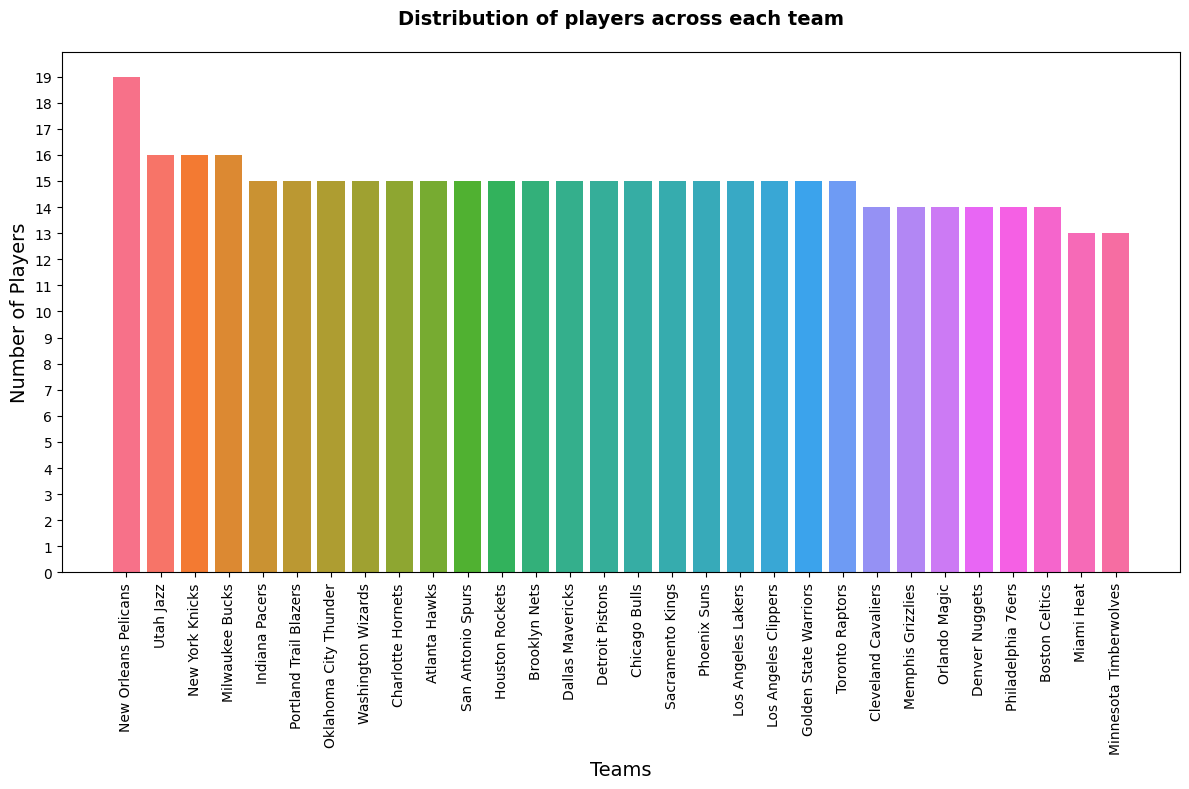 Distribution of players across each team
Number of Players
19
18
17
16
15
14
13
12
11
10
9
8
7
6
5
4
3
2
1
0
New Orleans Pelicans
Utah Jazz
New York Knicks
Milwaukee Bucks
Indiana Pacers
Portland Trail Blazers
Oklahoma City Thunder
Washington Wizards
Charlotte Hornets
Atlanta Hawks
San Antonio Spurs
Houston Rockets
Brooklyn Nets
Dallas Mavericks
Detroit Pistons
Chicago Bulls
Sacramento Kings
Phoenix Suns
Los Angeles Lakers
Los Angeles Clippers
Golden State Warriors
Toronto Raptors
Cleveland Cavaliers
Memphis Grizzlies
Orlando Magic
Denver Nuggets
Philadelphia 76ers
Boston Celtics
Miami Heat
Minnesota Timberwolves
Teams